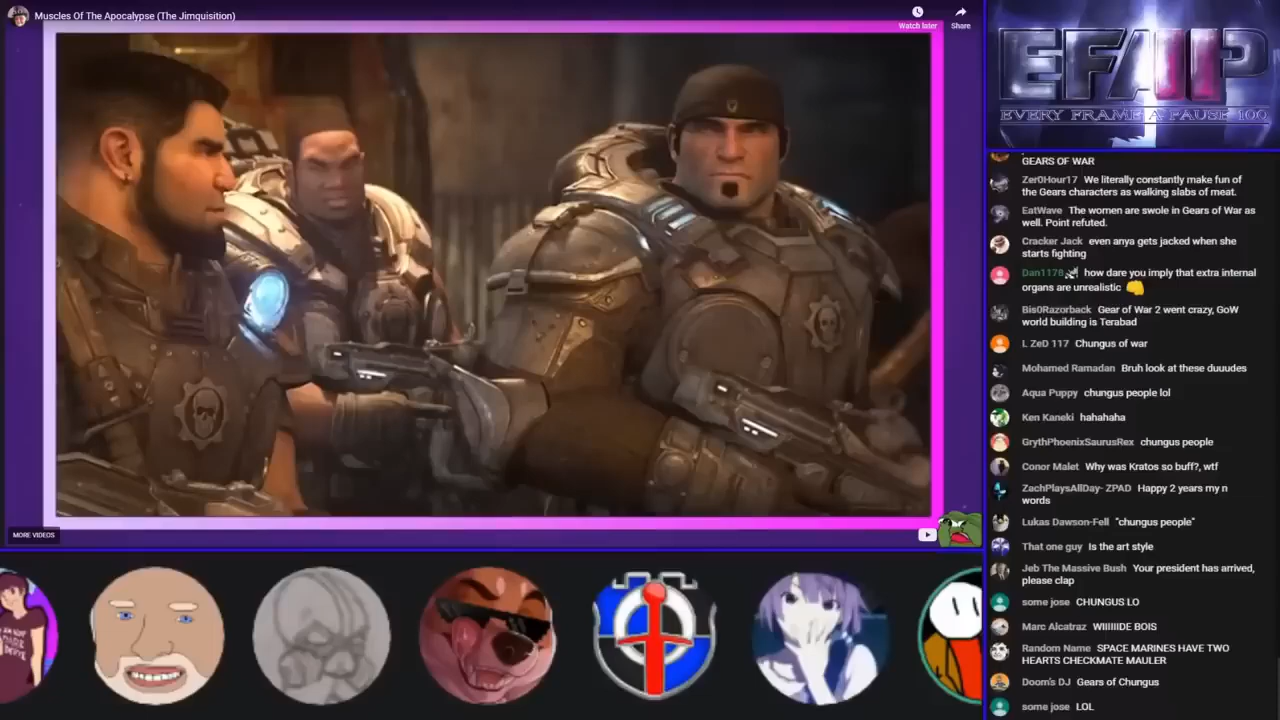 Muscles Of The Apocalypse (The Jimquisition)
Watch later
Share
MORE VIDEOS
EFAP
EVERY FRAME A PAUSE 100
GEARS OF WAR
Zer0Hour17 We literally constantly make fun of
the Gears characters as walking slabs of meat.
EatWave The women are swole in Gears of War as
well. Point refuted.
Cracker Jack even anya gets jacked when she
starts fighting
Dan1178 how dare you imply that extra internal
organs are unrealistic
Bis0Razorback Gear of War 2 went crazy, GoW
world building is Terabad
L ZeD 117 Chungus of war
Mohamed Ramadan Bruh look at these duuudes
Aqua Puppy chungus people lol
Ken Kaneki hahahaha
GrythPhoenixSaurusRex chungus people
Conor Malet Why was Kratos so buff?, wtf
ZachPlaysAllDay- ZPAD Happy 2 years my n
words
Lukas Dawson-Fell "chungus people"
That one guy Is the art style
Jeb The Massive Bush Your president has arrived,
please clap
some jose CHUNGUS LO
Marc Alcatraz WIIIIIDE BOIS
Random Name SPACE MARINES HAVE TWO
HEARTS CHECKMATE MAULER
Doom's DJ Gears of Chungus
some jose LOL